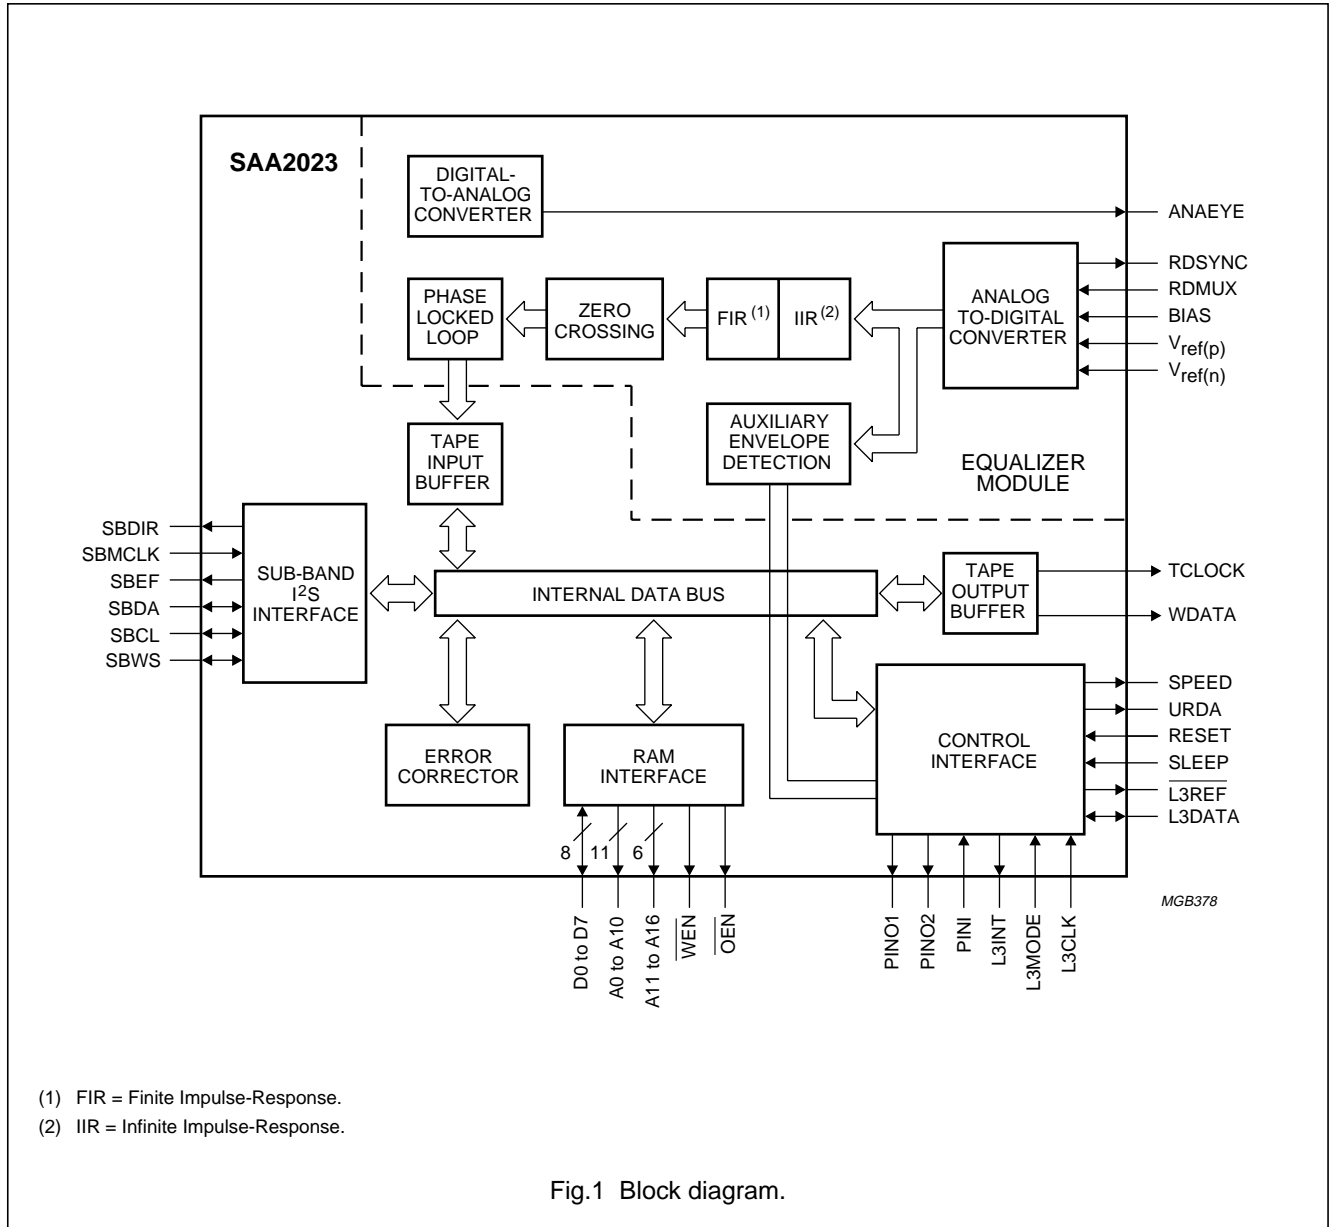 SAA2023
DIGITAL-
TO-ANALOG
CONVERTER
ANAEYE
PHASE
LOCKED
LOOP
ZERO
CROSSING
FIR (1)
IIR (2)
ANALOG
TO-DIGITAL
CONVERTER
RDSYNC
RDMUX
BIAS
Vref(p)
Vref(n)
TAPE
INPUT
BUFFER
AUXILIARY
ENVELOPE
DETECTION
EQUALIZER
MODULE
SBDIR
SBMCLK
SBEF
SBDA
SBCL
SBWS
SUB-BAND
I2S
INTERFACE
INTERNAL DATA BUS
TAPE
OUTPUT
BUFFER
TCLOCK
WDATA
ERROR
CORRECTOR
RAM
INTERFACE
CONTROL
INTERFACE
SPEED
URDA
RESET
SLEEP
L3REF
L3DATA
8
11
6
D0 to D7
A0 to A10
A11 to A16
WEN
OEN
PINO1
PINO2
PINI
L3INT
L3MODE
L3CLK
MGB378
(1) FIR = Finite Impulse-Response.
(2) IIR = Infinite Impulse-Response.
Fig.1 Block diagram.